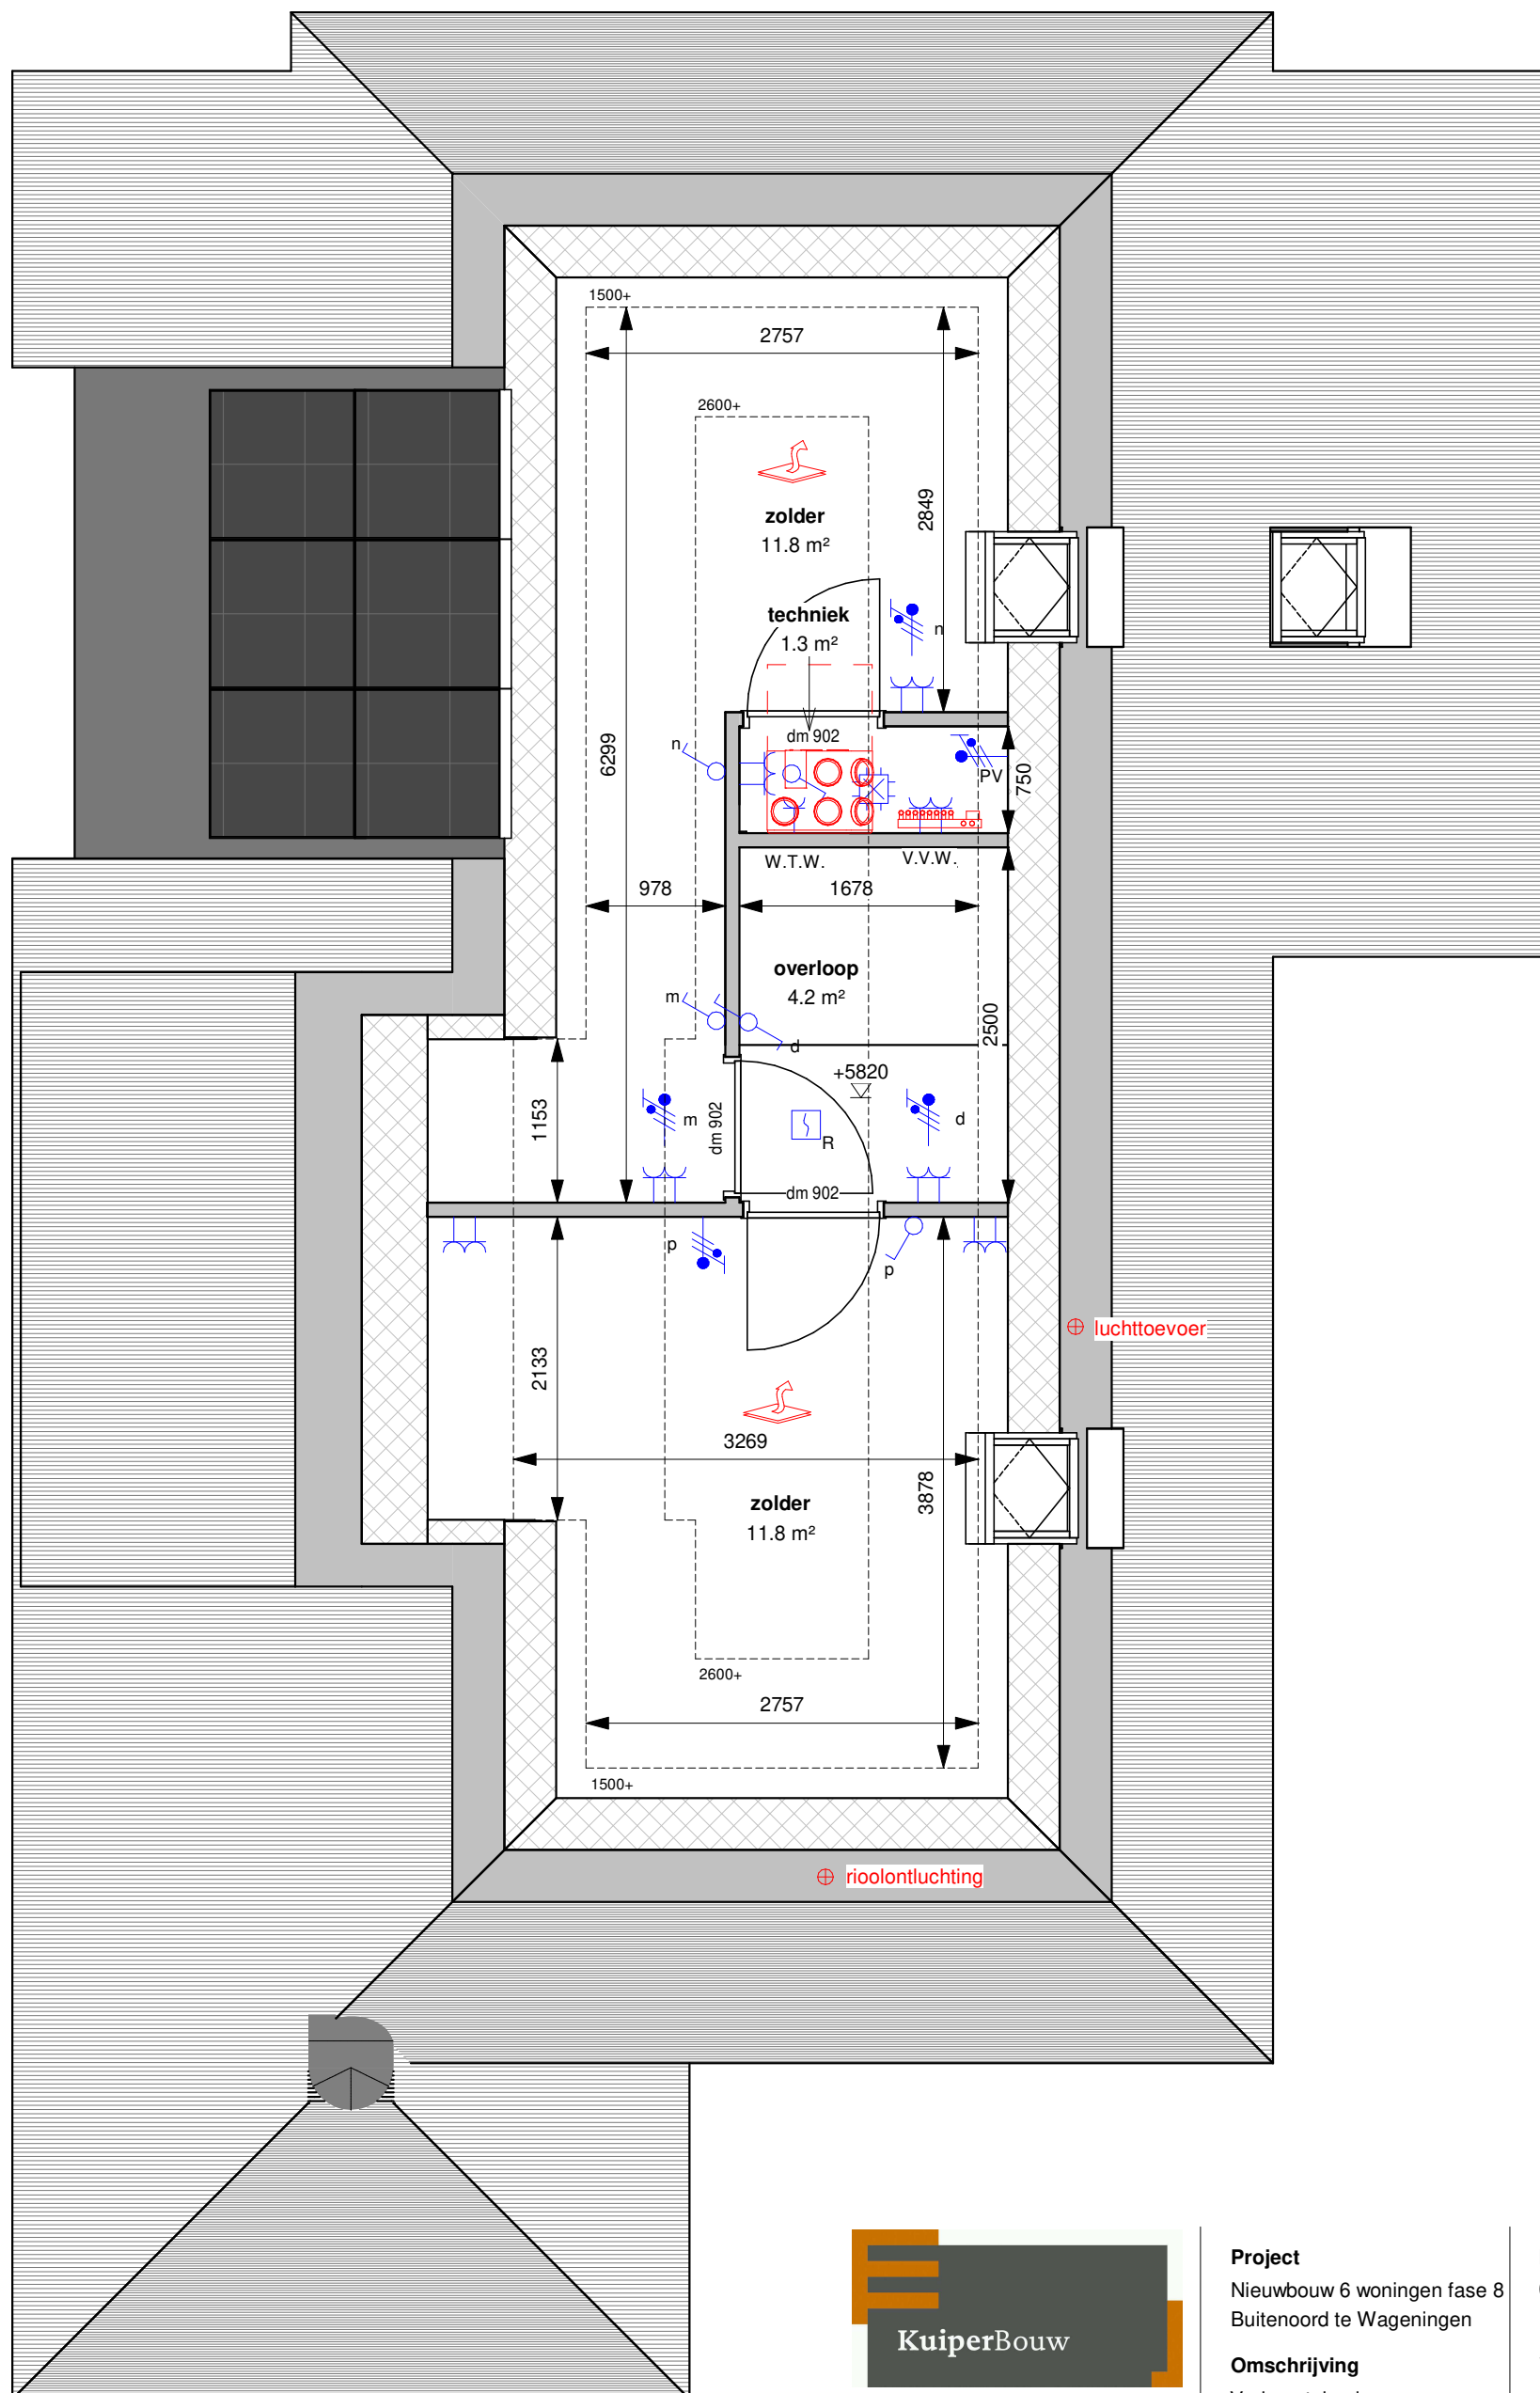 1500+
2757
2600+
zolder
11.8 m²
2849
techniek
1.3 m²
n
n
dm 902
PV
750
6299
W.T.W.
V.V.W.
978
1678
overloop
4.2 m²
m
d
2500
+5820
1153
m
dm 902
R
d
dm 902
p
p
luchttoevoer
2133
3269
3878
zolder
11.8 m²
2600+
2757
1500+
rioolontluchting
KuiperBouw
Project
Nieuwbouw 6 woningen fase 8
Buitenoord te Wageningen
Omschrijving